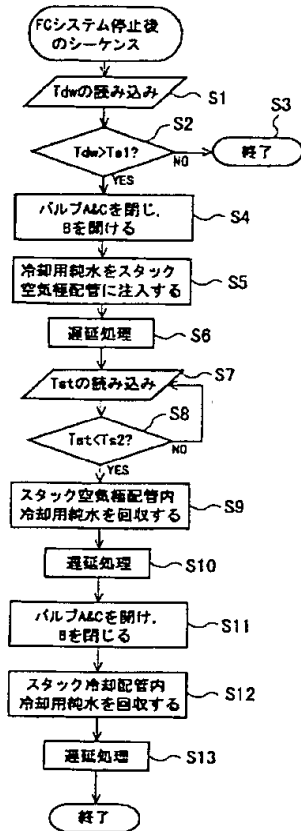 FCシステム停止後
のシーケンス
Tdwの読み込み
S1
S2
S3
Tdw>Ts1?
NO
終了
YES
バルブA&Cを閉じ,
Bを開ける
S4
冷却用純水をスタック
空気極配管に注入する
S5
遅延処理
S6
S7
Tstの読み込み
S8
Tst<Ts2?
NO
YES
スタック空気極配管内
冷却用純水を回収する
S9
遅延処理
S10
バルブA&Cを開け,
Bを閉じる
S11
スタック冷却配管内
冷却用純水を回収する
S12
遅延処理
S13
終了